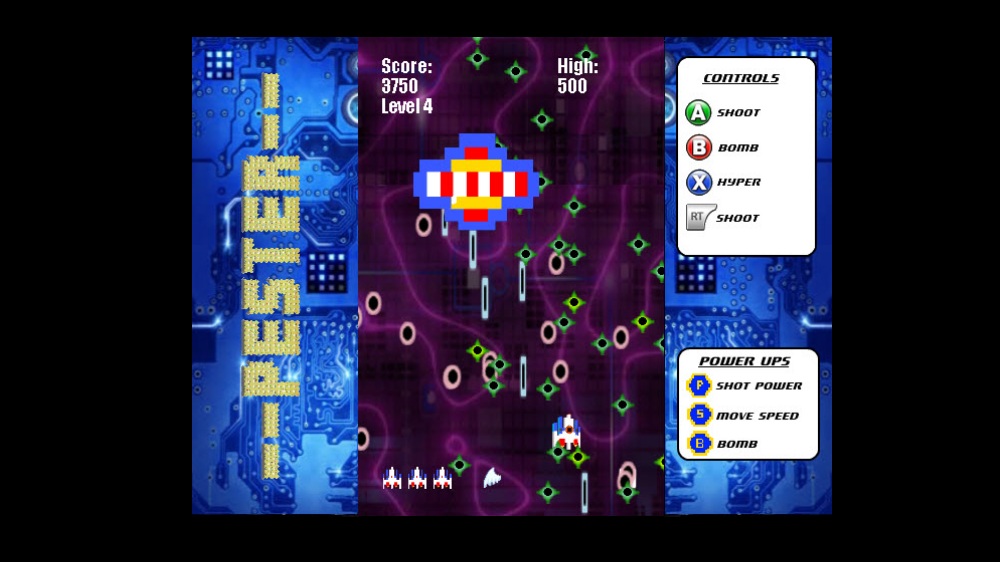 -- PESTER --
Score:
3750
Level 4
High:
500
CONTROLS
A SHOOT
B BOMB
X HYPER
RT SHOOT
POWER UPS
P SHOT POWER
S MOVE SPEED
B BOMB